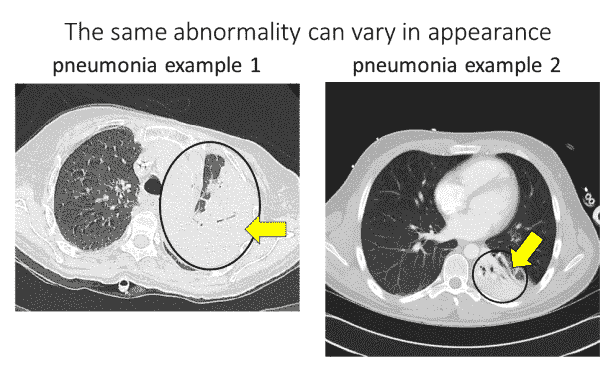 The same abnormality can vary in appearance
pneumonia example 1
pneumonia example 2